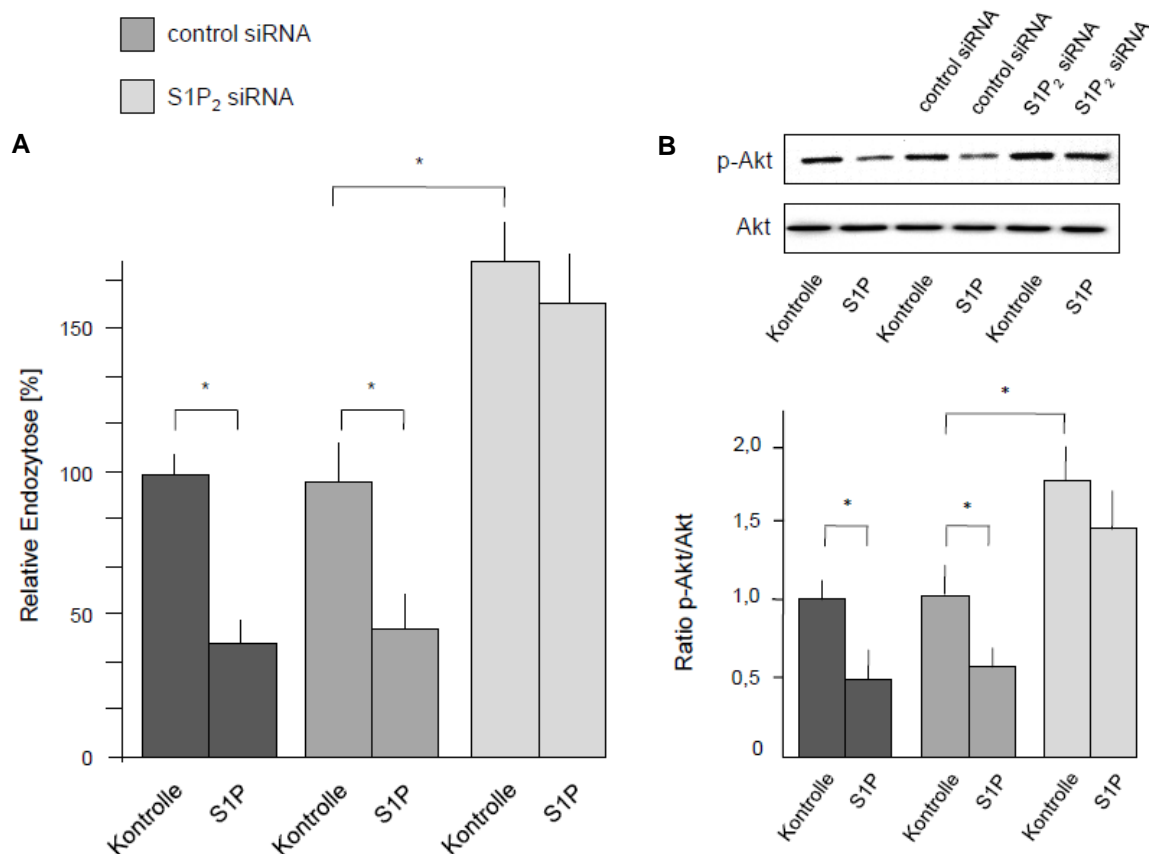 control siRNA
S1P₂ siRNA
A
*
*
*
Relative Endozytose [%]
150
100
50
0
Kontrolle
S1P
Kontrolle
S1P
Kontrolle
S1P
B
control siRNA
control siRNA
S1P₂ siRNA
S1P₂ siRNA
p-Akt
Akt
Kontrolle
S1P
Kontrolle
S1P
Kontrolle
S1P
*
*
*
Ratio p-Akt/Akt
2,0
1,5
1,0
0,5
0
Kontrolle
S1P
Kontrolle
S1P
Kontrolle
S1P